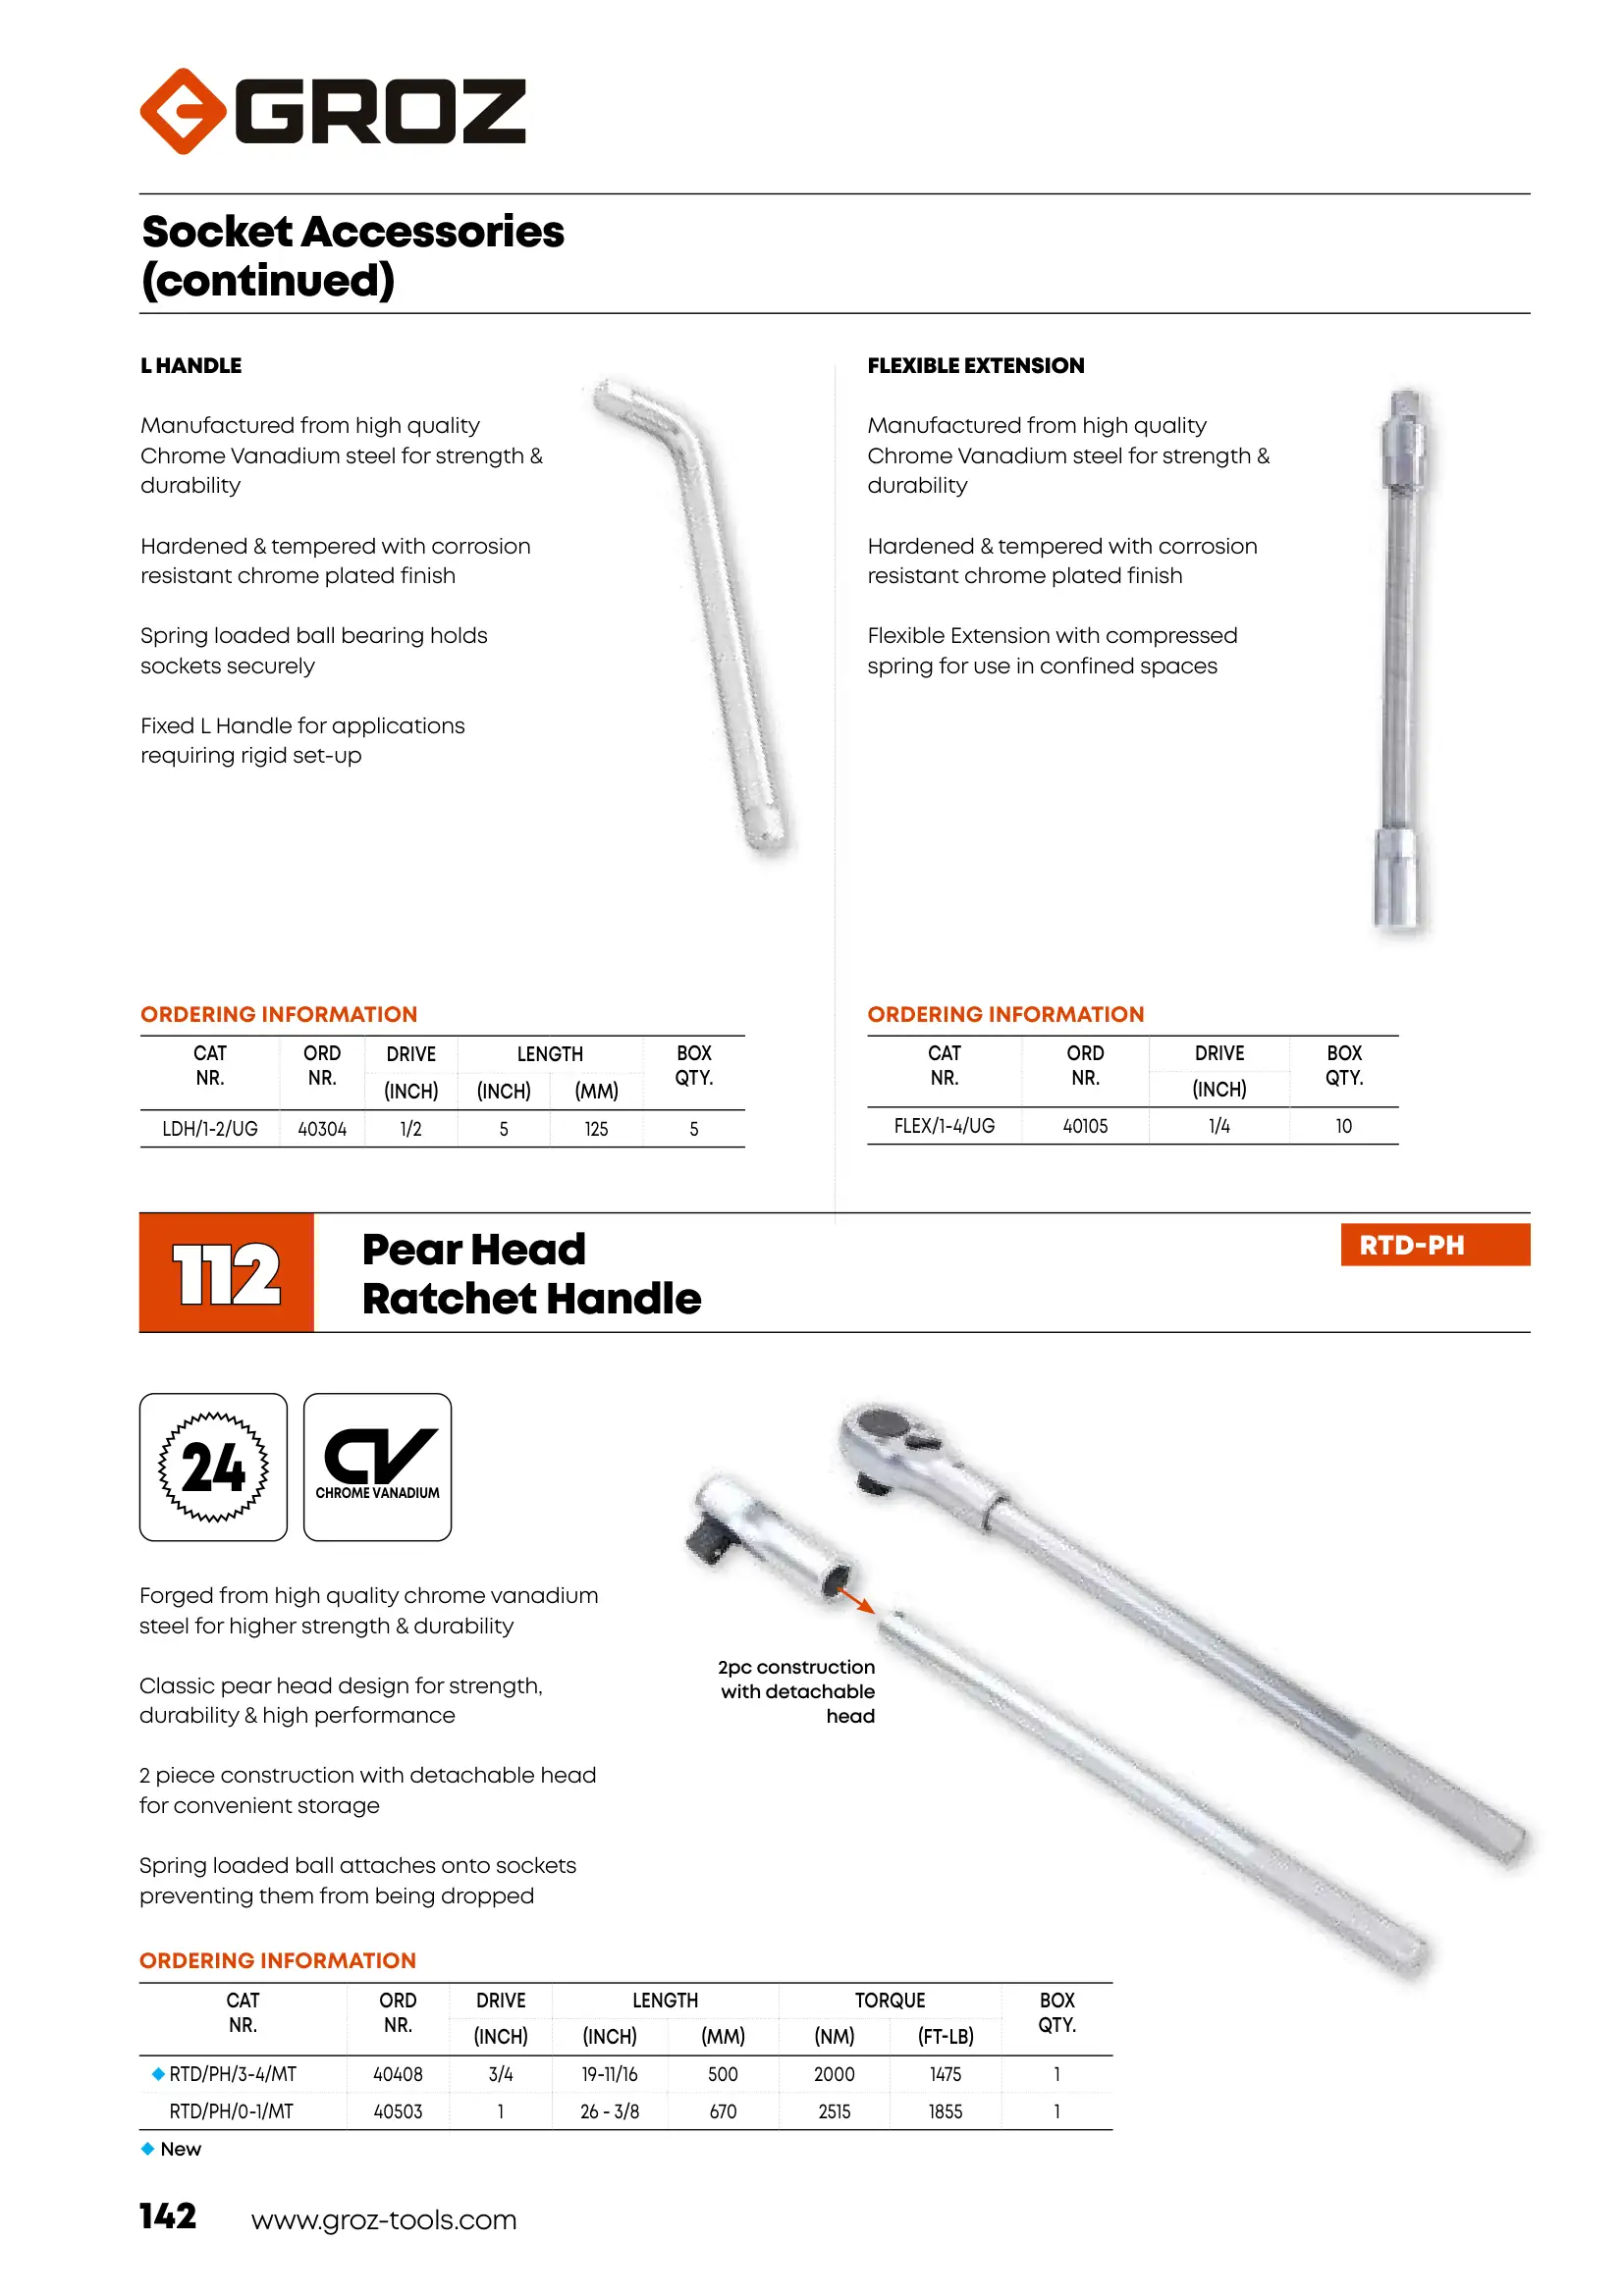 GROZ
Socket Accessories
(continued)
L HANDLE
Manufactured from high quality
Chrome Vanadium steel for strength &
durability
Hardened & tempered with corrosion
resistant chrome plated finish
Spring loaded ball bearing holds
sockets securely
Fixed L Handle for applications
requiring rigid set-up
ORDERING INFORMATION
CAT NR. ORD NR. DRIVE (INCH) LENGTH (INCH) (MM) BOX QTY.
LDH/1-2/UG 40304 1/2 5 125 5
FLEXIBLE EXTENSION
Manufactured from high quality
Chrome Vanadium steel for strength &
durability
Hardened & tempered with corrosion
resistant chrome plated finish
Flexible Extension with compressed
spring for use in confined spaces
ORDERING INFORMATION
CAT NR. ORD NR. DRIVE (INCH) BOX QTY.
FLEX/1-4/UG 40105 1/4 10
112
Pear Head
Ratchet Handle
RTD-PH
24
CV
CHROME VANADIUM
Forged from high quality chrome vanadium
steel for higher strength & durability
Classic pear head design for strength,
durability & high performance
2 piece construction with detachable head
for convenient storage
Spring loaded ball attaches onto sockets
preventing them from being dropped
2pc construction
with detachable
head
ORDERING INFORMATION
CAT NR. ORD NR. DRIVE (INCH) LENGTH (INCH) (MM) TORQUE (NM) (FT-LB) BOX QTY.
◆ RTD/PH/3-4/MT 40408 3/4 19-11/16 500 2000 1475 1
RTD/PH/0-1/MT 40503 1 26 - 3/8 670 2515 1855 1
◆ New
142 www.groz-tools.com